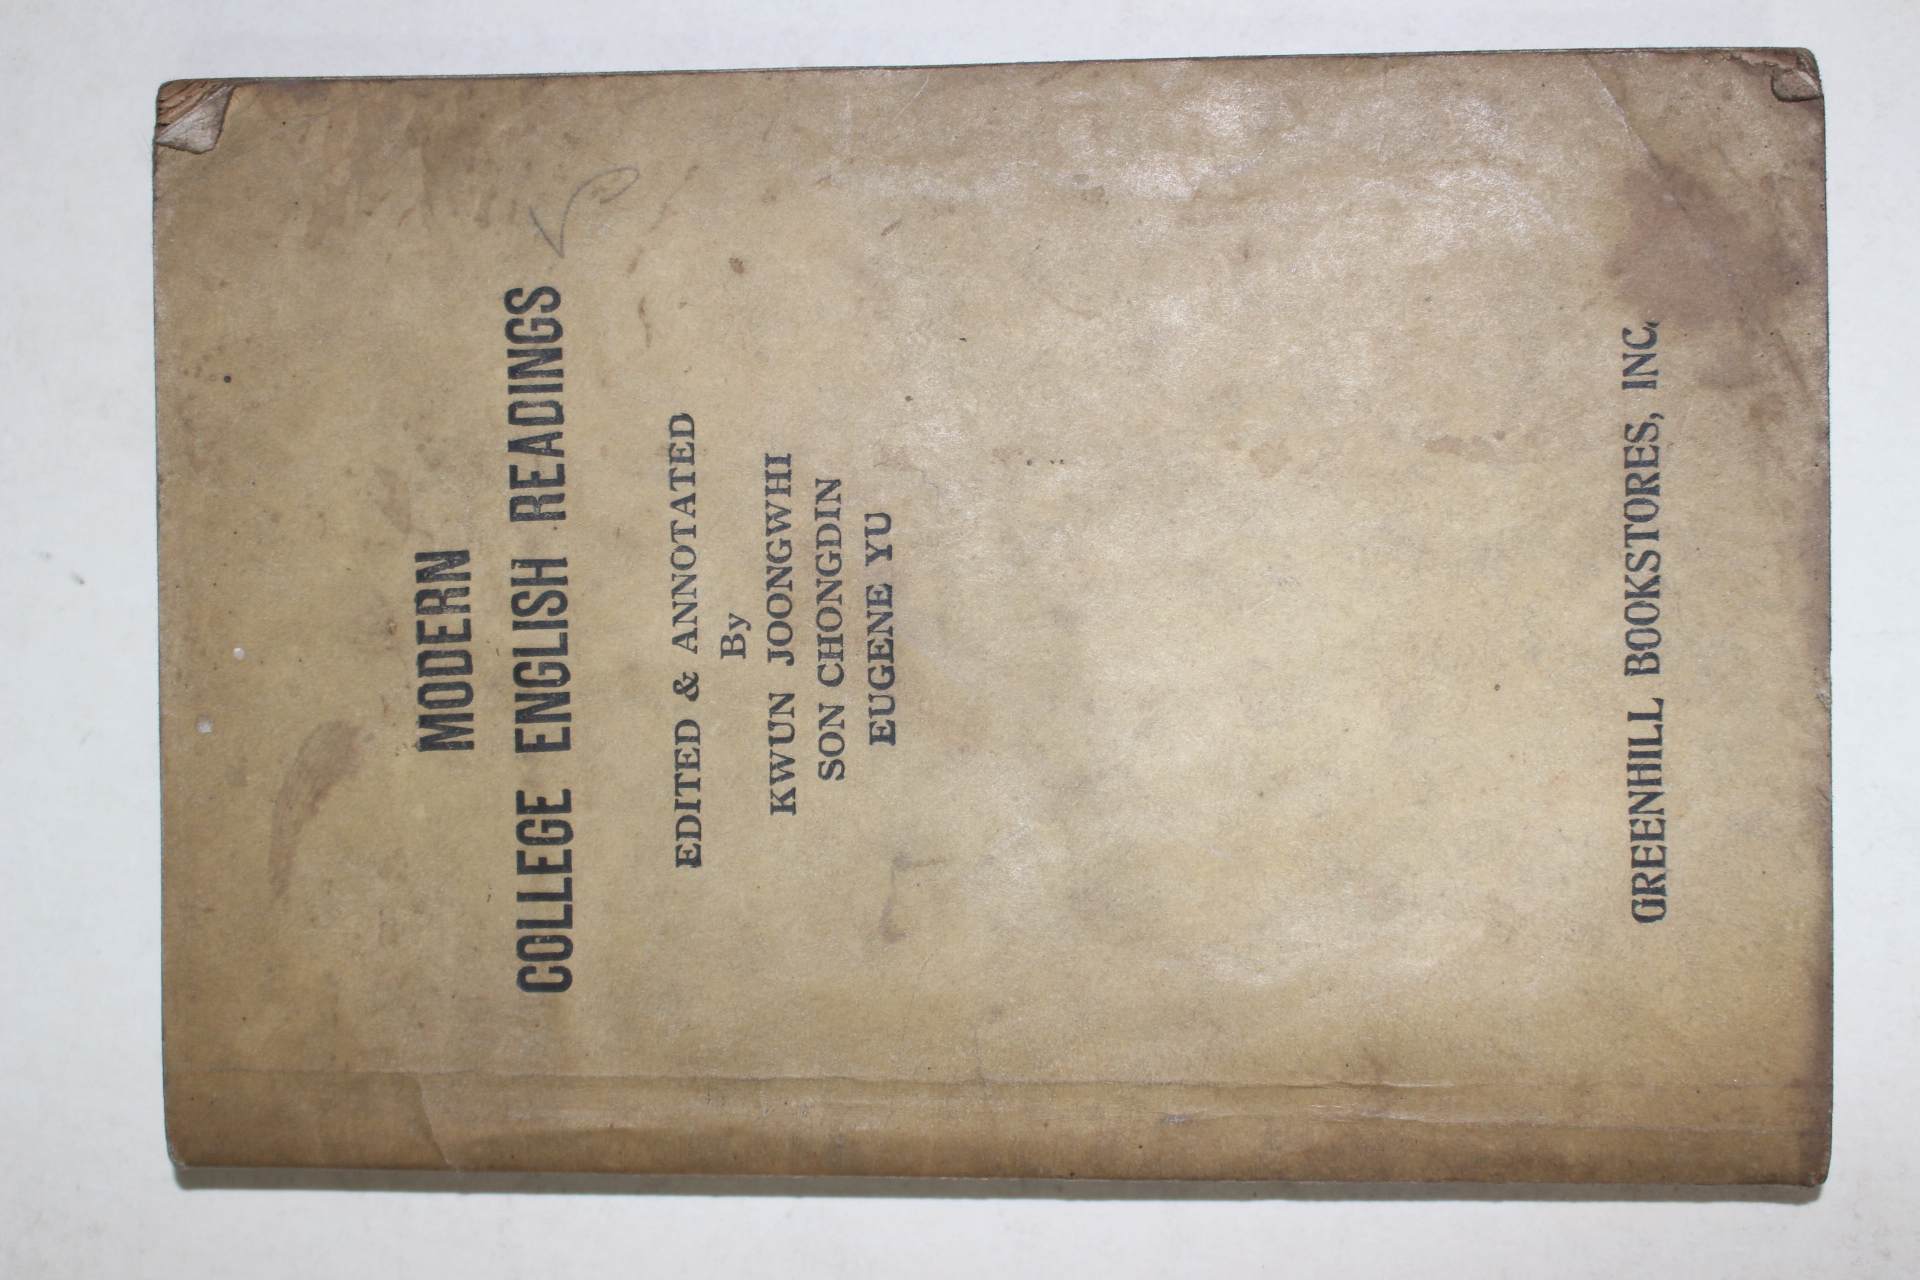 MODERN
COLLEGE ENGLISH READINGS
EDITED & ANNOTATED
By
KWUN JOONGWHI
SON CHONGDIN
EUGENE YU
GREENHILL BOOKSTORES, INC.